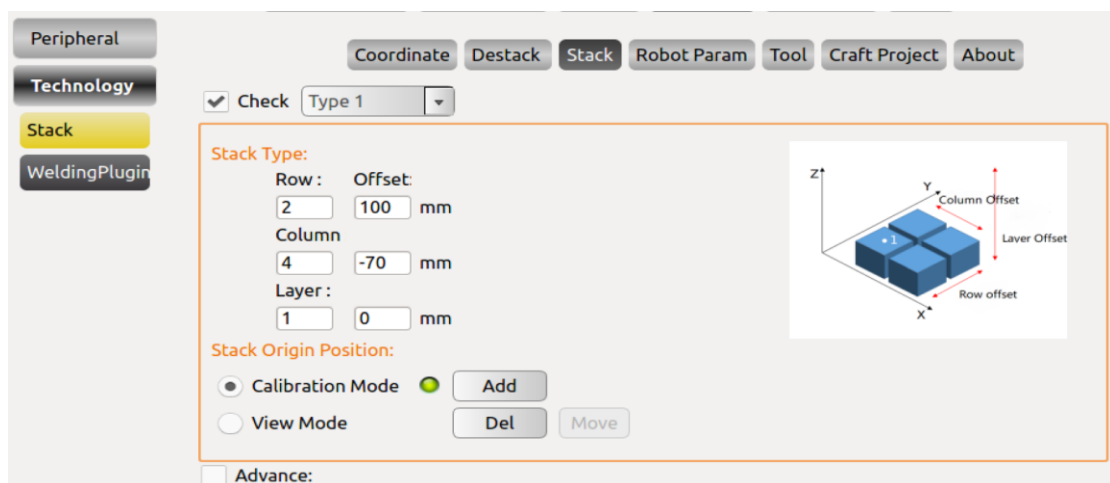 Peripheral
Technology
Stack
WeldingPlugin
Coordinate Destack Stack Robot Param Tool Craft Project About
Check Type 1
Stack Type:
Row : Offset:
2 100 mm
Column
4 -70 mm
Layer :
1 0 mm
Stack Origin Position:
Calibration Mode Add
View Mode Del Move
Advance:
Z
Y
Column Offset
1
Laver Offset
Row offset
X